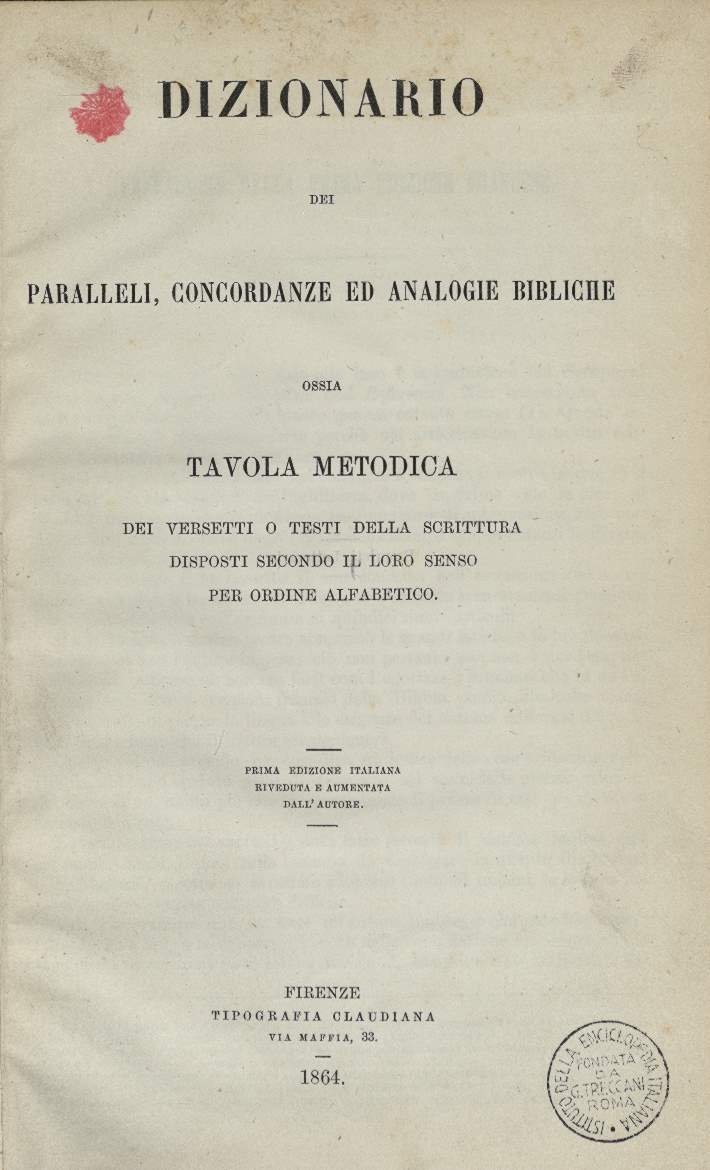 DIZIONARIO
DEI
PARALLELI, CONCORDANZE ED ANALOGIE BIBLICHE
OSSIA
TAVOLA METODICA
DEI VERSETTI O TESTI DELLA SCRITTURA
DISPOSTI SECONDO IL LORO SENSO
PER ORDINE ALFABETICO.
PRIMA EDIZIONE ITALIANA
RIVEDUTA E AUMENTATA
DALL' AUTORE.
FIRENZE
TIPOGRAFIA CLAUDIANA
VIA MAFFIA, 33.
1864.
ISTITUTO DELLA ENCICLOPEDIA ITALIANA
FONDATA
DA
G. TRECCANI
ROMA